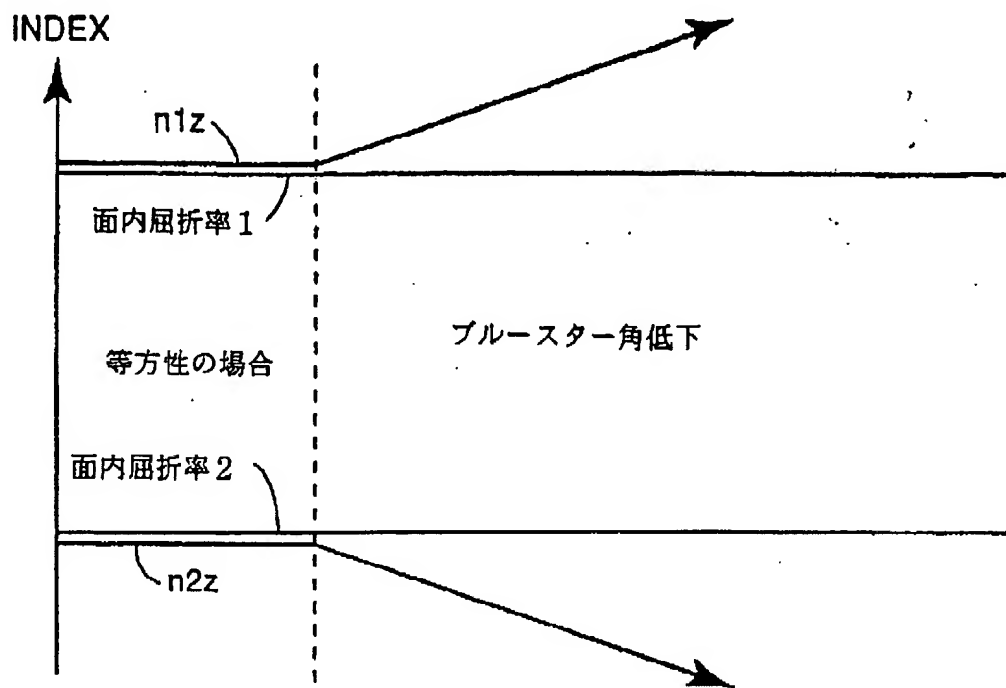 INDEX
n1z
面内屈折率1
ブルースター角低下
等方性の場合
面内屈折率2
n2z